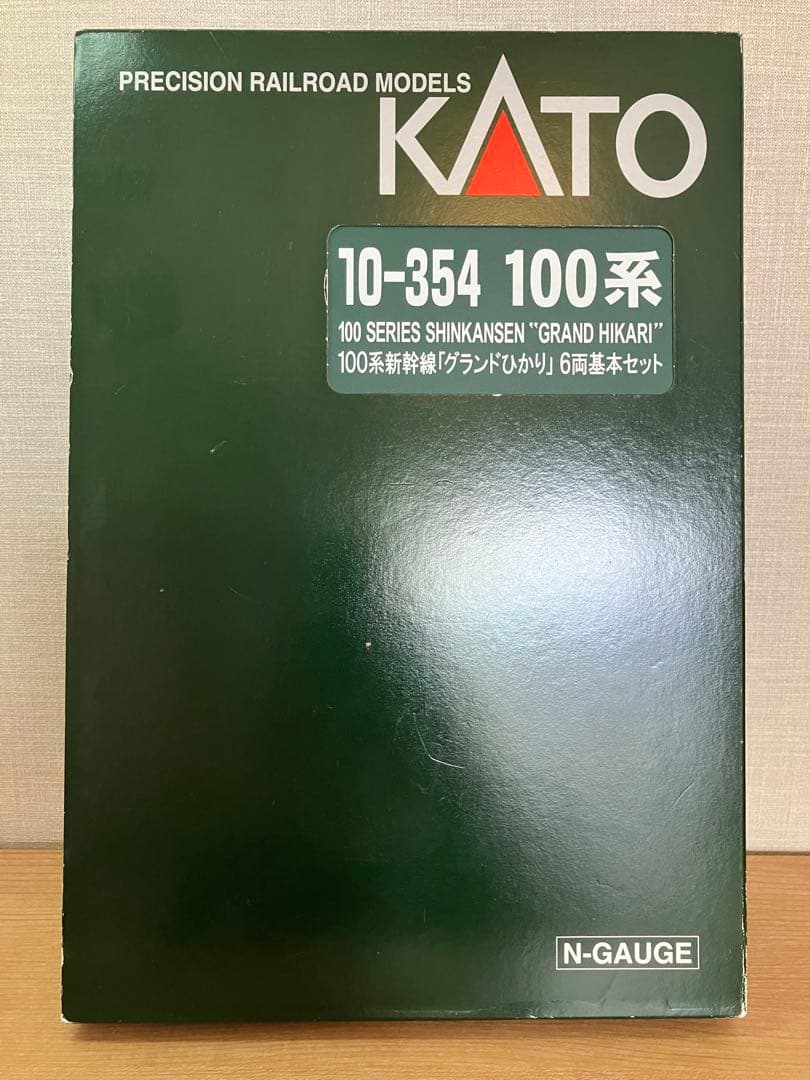 PRECISION RAILROAD MODELS
KATO
10-354 100系
100 SERIES SHINKANSEN "GRAND HIKARI"
100系新幹線「グランドひかり」6両基本セット
N-GAUGE